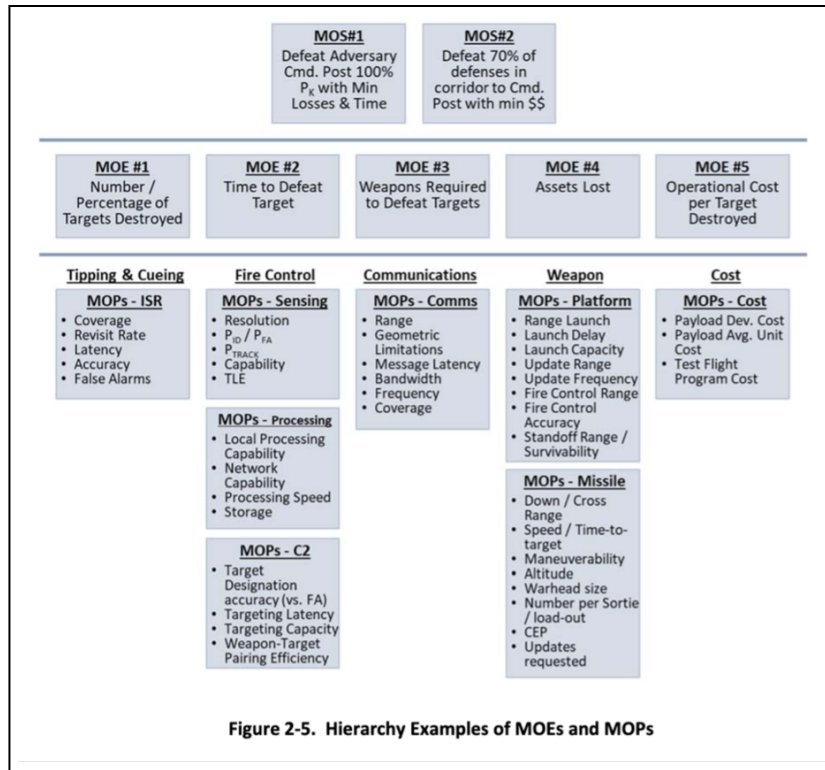 MOS#1
Defeat Adversary
Cmd. Post 100%
PK with Min
Losses & Time
MOS#2
Defeat 70% of
defenses in
corridor to Cmd.
Post with min $$
MOE #1
Number /
Percentage of
Targets Destroyed
MOE #2
Time to Defeat
Target
MOE #3
Weapons Required
to Defeat Targets
MOE #4
Assets Lost
MOE #5
Operational Cost
per Target
Destroyed
Tipping & Cueing
MOPs - ISR
• Coverage
• Revisit Rate
• Latency
• Accuracy
• False Alarms
Fire Control
MOPs - Sensing
• Resolution
• PID / PFA
• PTRACK
• Capability
• TLE
MOPs - Processing
• Local Processing
Capability
• Network
Capability
• Processing Speed
• Storage
MOPs - C2
• Target
Designation
accuracy (vs. FA)
• Targeting Latency
• Targeting Capacity
• Weapon-Target
Pairing Efficiency
Communications
MOPs - Comms
• Range
• Geometric
Limitations
• Message Latency
• Bandwidth
• Frequency
• Coverage
Weapon
MOPs - Platform
• Range Launch
• Launch Delay
• Launch Capacity
• Update Range
• Update Frequency
• Fire Control Range
• Fire Control
Accuracy
• Standoff Range /
Survivability
MOPs - Missile
• Down / Cross
Range
• Speed / Time-to-
target
• Maneuverability
• Altitude
• Warhead size
• Number per Sortie
/ load-out
• CEP
• Updates
requested
Cost
MOPs - Cost
• Payload Dev. Cost
• Payload Avg. Unit
Cost
• Test Flight
Program Cost
Figure 2-5. Hierarchy Examples of MOEs and MOPs